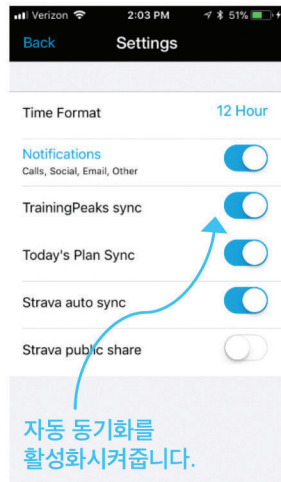 Verizon 2:03 PM 51%
Back Settings
Time Format 12 Hour
Notifications
Calls, Social, Email, Other
TrainingPeaks sync
Today's Plan Sync
Strava auto sync
Strava public share
자동 동기화를
활성화시켜줍니다.